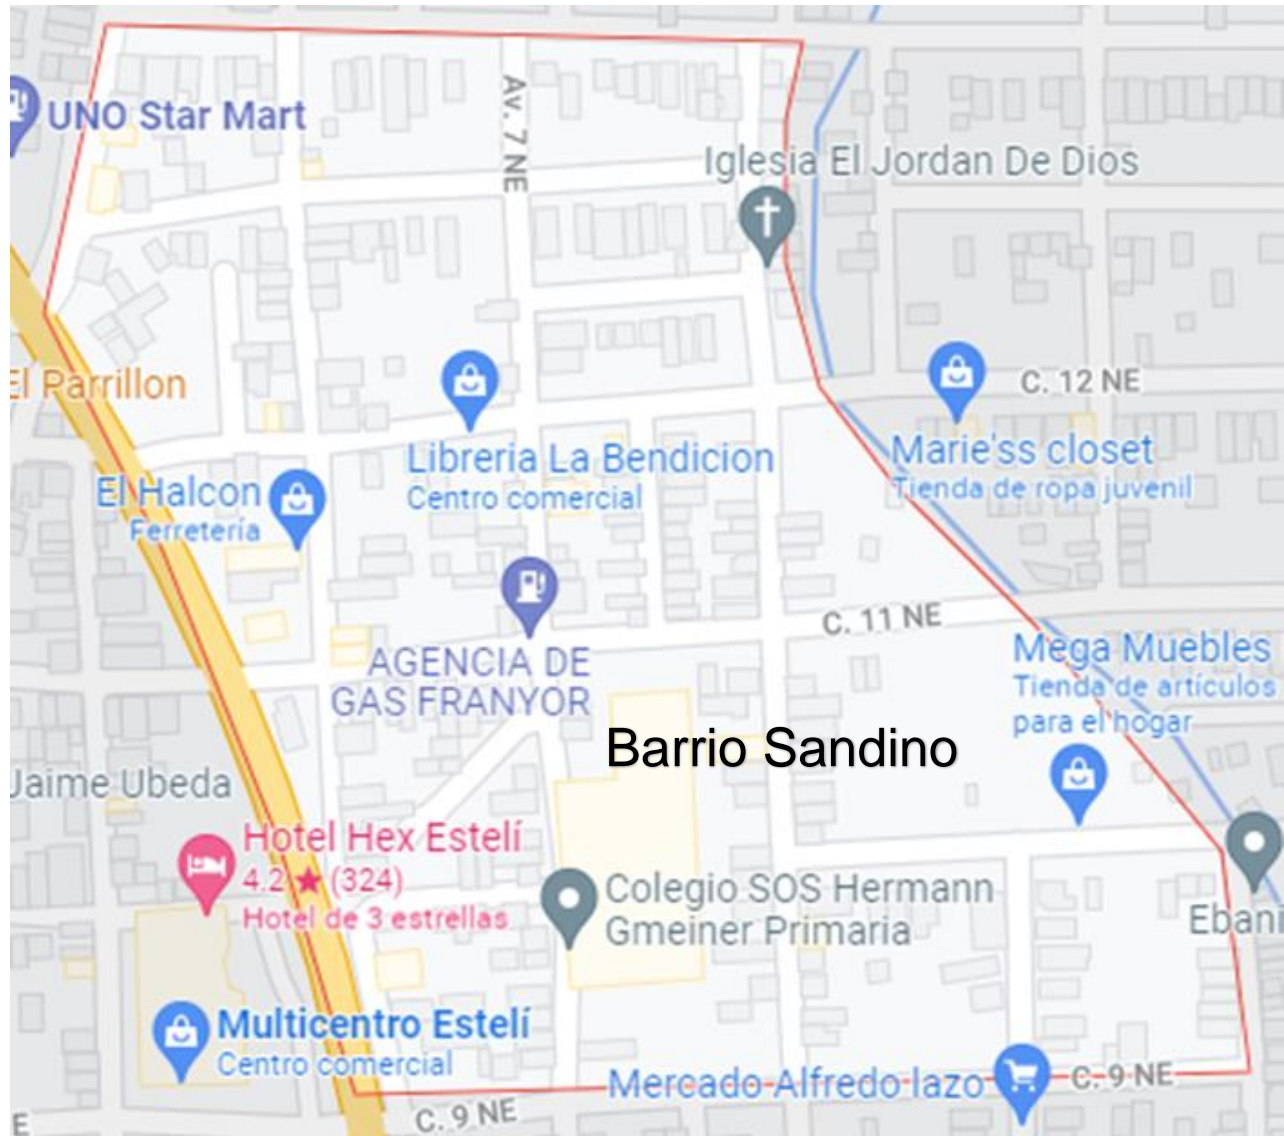 UNO Star Mart
Av. 7 NE
Iglesia El Jordan De Dios
El Parrillon
C. 12 NE
Marie'ss closet
Tienda de ropa juvenil
Libreria La Bendicion
Centro comercial
El Halcon
Ferretería
C. 11 NE
AGENCIA DE
GAS FRANYOR
Mega Muebles
Tienda de artículos
para el hogar
Barrio Sandino
Jaime Ubeda
Hotel Hex Estelí
4.2 ★ (324)
Hotel de 3 estrellas
Colegio SOS Hermann
Gmeiner Primaria
Ebani
Multicentro Estelí
Centro comercial
Mercado Alfredo lazo
C. 9 NE
C. 9 NE
E